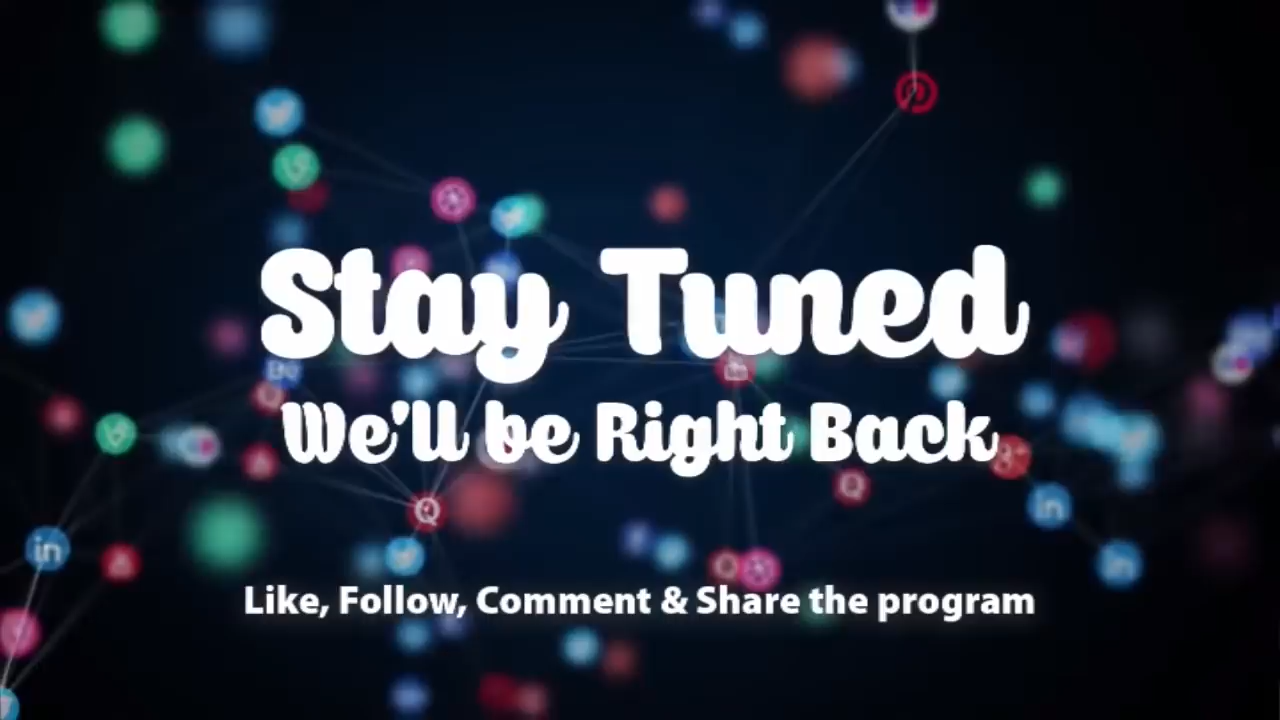 Stay Tuned
We'll be Right Back
Like, Follow, Comment & Share the program